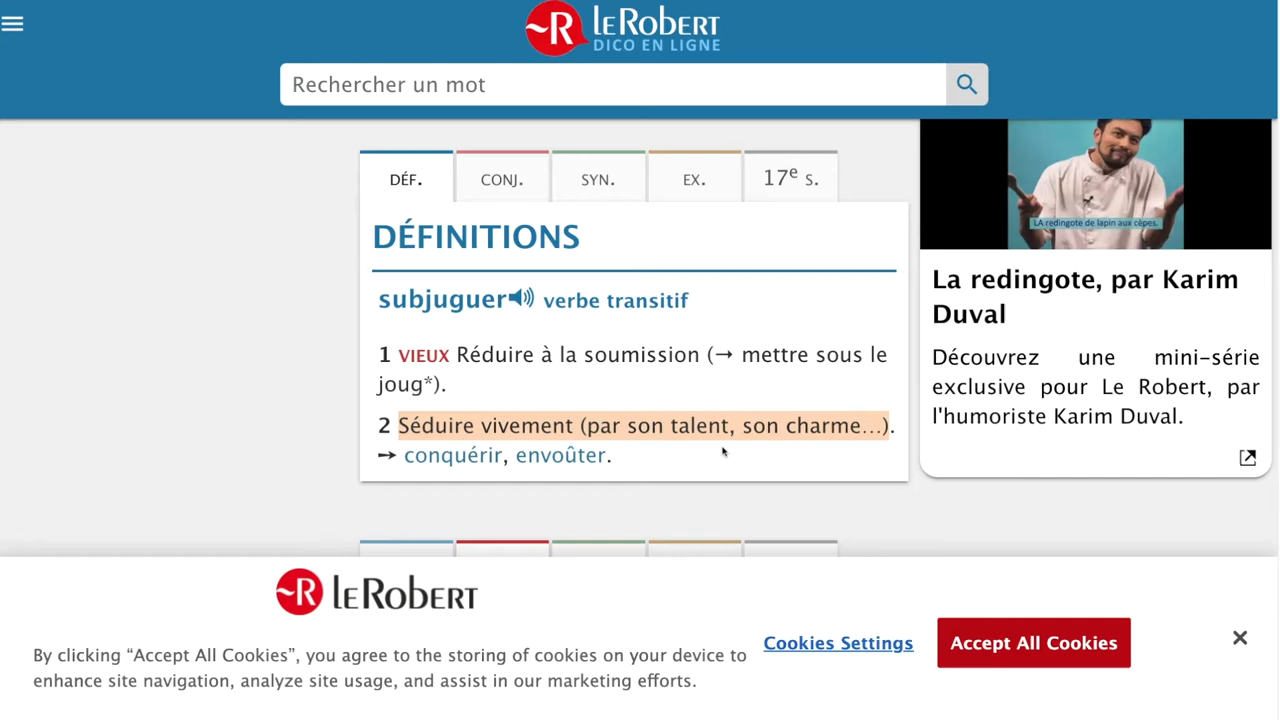 ~R leRobert
DICO EN LIGNE
Rechercher un mot
DÉF.
CONJ.
SYN.
EX.
17e S.
LA redingote de lapin aux cèpes.
DÉFINITIONS
subjuguer verbe transitif
1 VIEUX Réduire à la soumission (→ mettre sous le
joug*).
2 Séduire vivement (par son talent, son charme…).
➙ conquérir, envoûter.
La redingote, par Karim
Duval
Découvrez une mini-série
exclusive pour Le Robert, par
l'humoriste Karim Duval.
~R leRobert
By clicking “Accept All Cookies”, you agree to the storing of cookies on your device to
enhance site navigation, analyze site usage, and assist in our marketing efforts.
Cookies Settings
Accept All Cookies